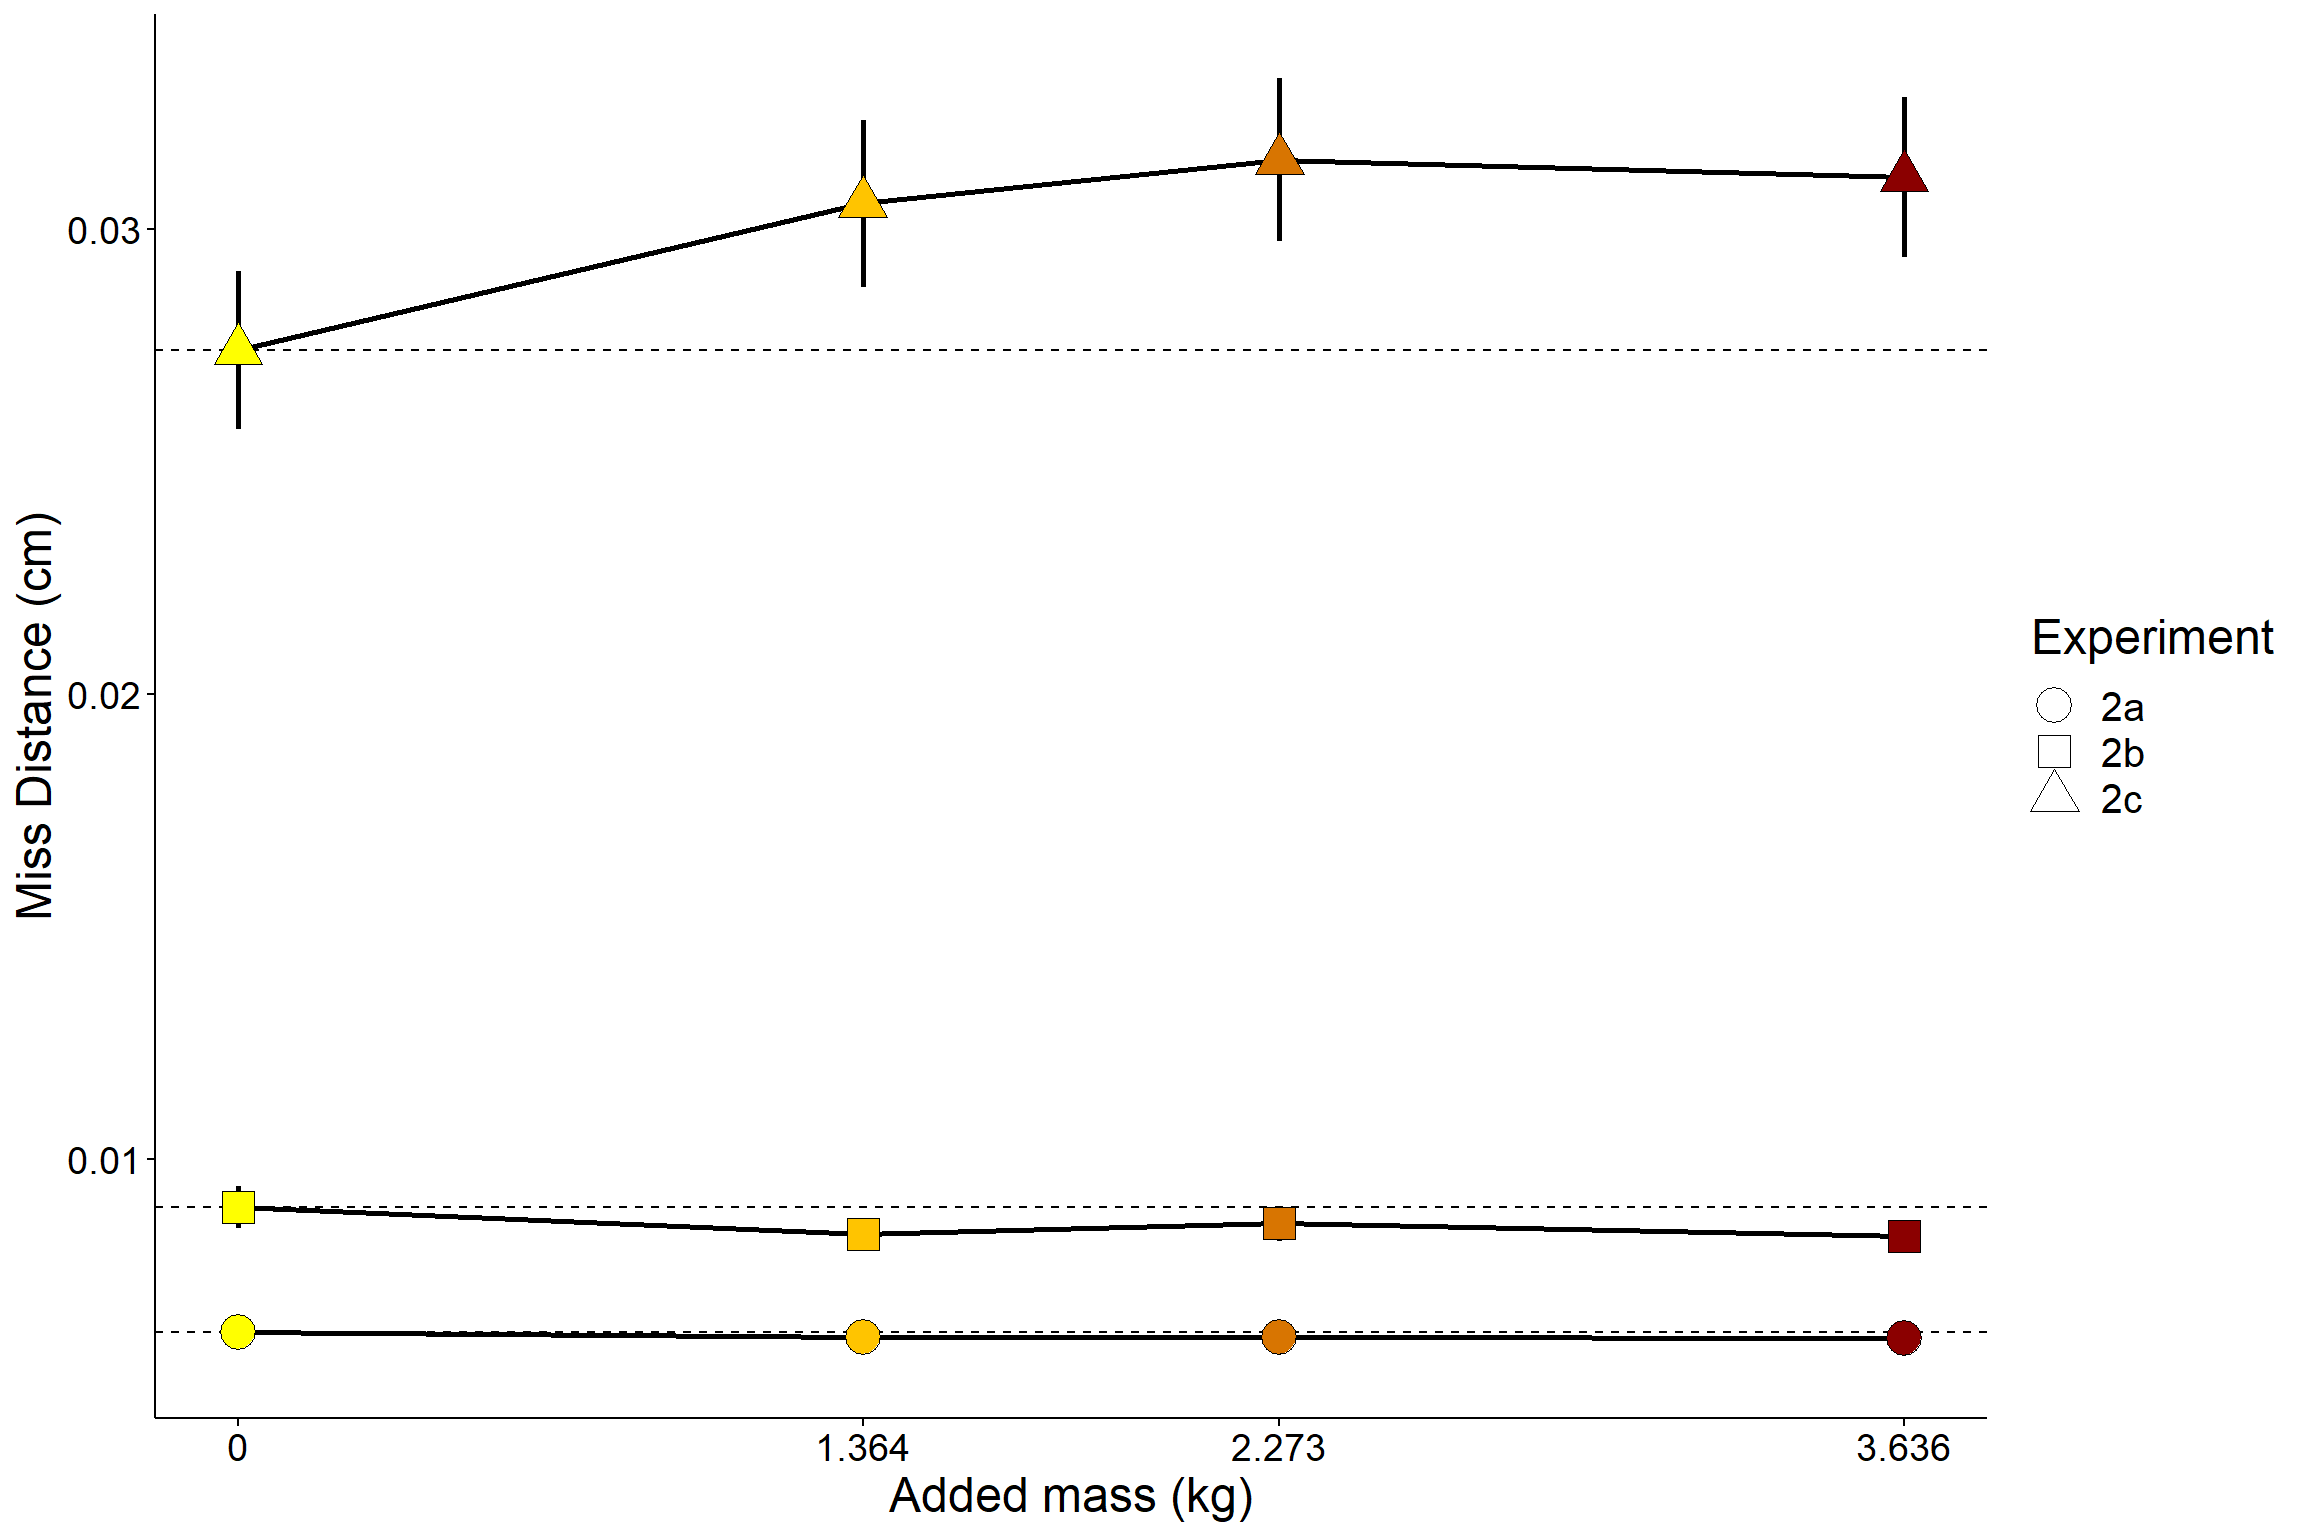 Miss Distance (cm)
0.03
0.02
0.01
0 1.364 2.273 3.636
Added mass (kg)
Experiment
2a
2b
2c